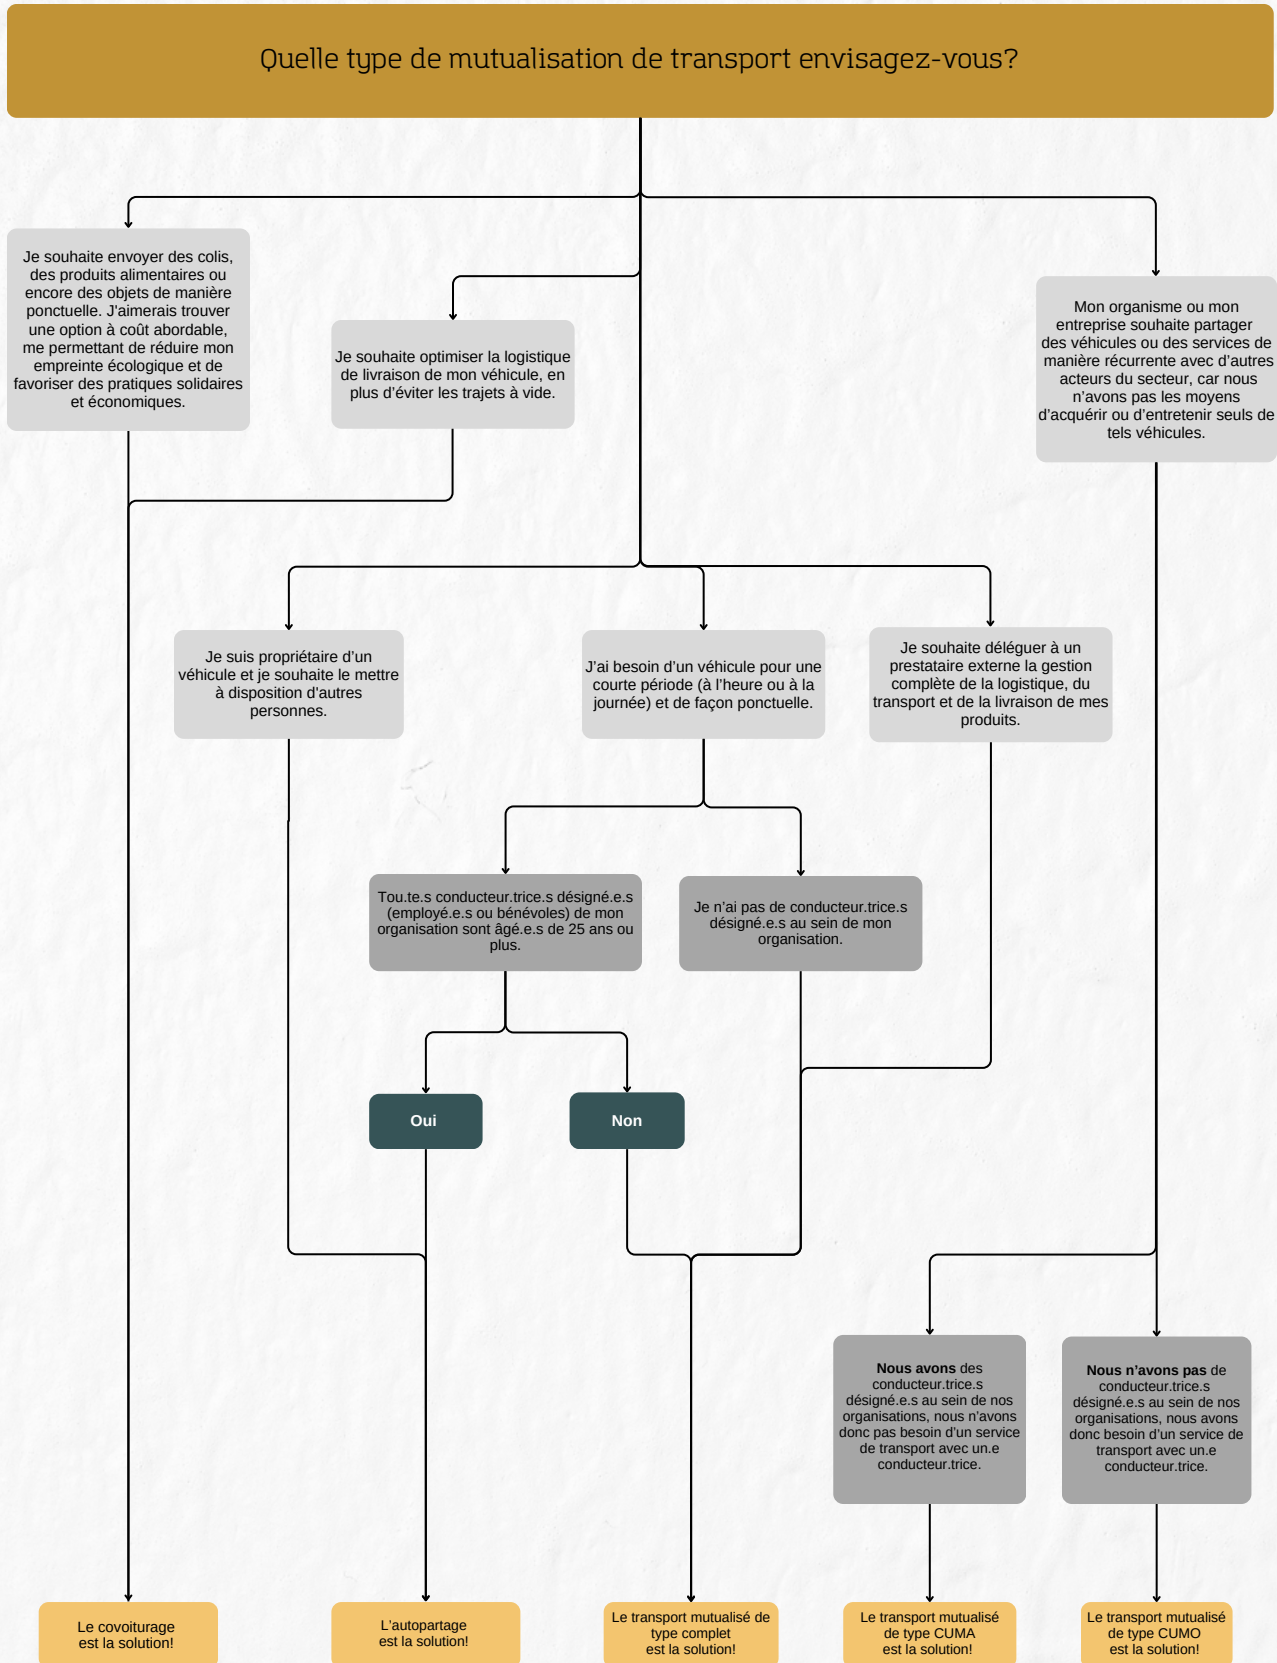 Quelle type de mutualisation de transport envisagez-vous?
Je souhaite envoyer des colis,
des produits alimentaires ou
encore des objets de manière
ponctuelle. J'aimerais trouver
une option à coût abordable,
me permettant de réduire mon
empreinte écologique et de
favoriser des pratiques solidaires
et économiques.
Je souhaite optimiser la logistique
de livraison de mon véhicule, en
plus d'éviter les trajets à vide.
Mon organisme ou mon
entreprise souhaite partager
des véhicules ou des services de
manière récurrente avec d'autres
acteurs du secteur, car nous
n'avons pas les moyens
d'acquérir ou d'entretenir seuls de
tels véhicules.
Je suis propriétaire d'un
véhicule et je souhaite le mettre
à disposition d'autres
personnes.
J'ai besoin d'un véhicule pour une
courte période (à l'heure ou à la
journée) et de façon ponctuelle.
Je souhaite déléguer à un
prestataire externe la gestion
complète de la logistique, du
transport et de la livraison de mes
produits.
Tou.te.s conducteur.trice.s désigné.e.s
(employé.e.s ou bénévoles) de mon
organisation sont âgé.e.s de 25 ans ou
plus.
Je n'ai pas de conducteur.trice.s
désigné.e.s au sein de mon
organisation.
Oui
Non
Nous avons des
conducteur.trice.s
désigné.e.s au sein de nos
organisations, nous n'avons
donc pas besoin d'un service
de transport avec un.e
conducteur.trice.
Nous n'avons pas de
conducteur.trice.s
désigné.e.s au sein de nos
organisations, nous avons
donc besoin d'un service de
transport avec un.e
conducteur.trice.
Le covoiturage
est la solution!
L'autopartage
est la solution!
Le transport mutualisé de
type complet
est la solution!
Le transport mutualisé
de type CUMA
est la solution!
Le transport mutualisé
de type CUMO
est la solution!